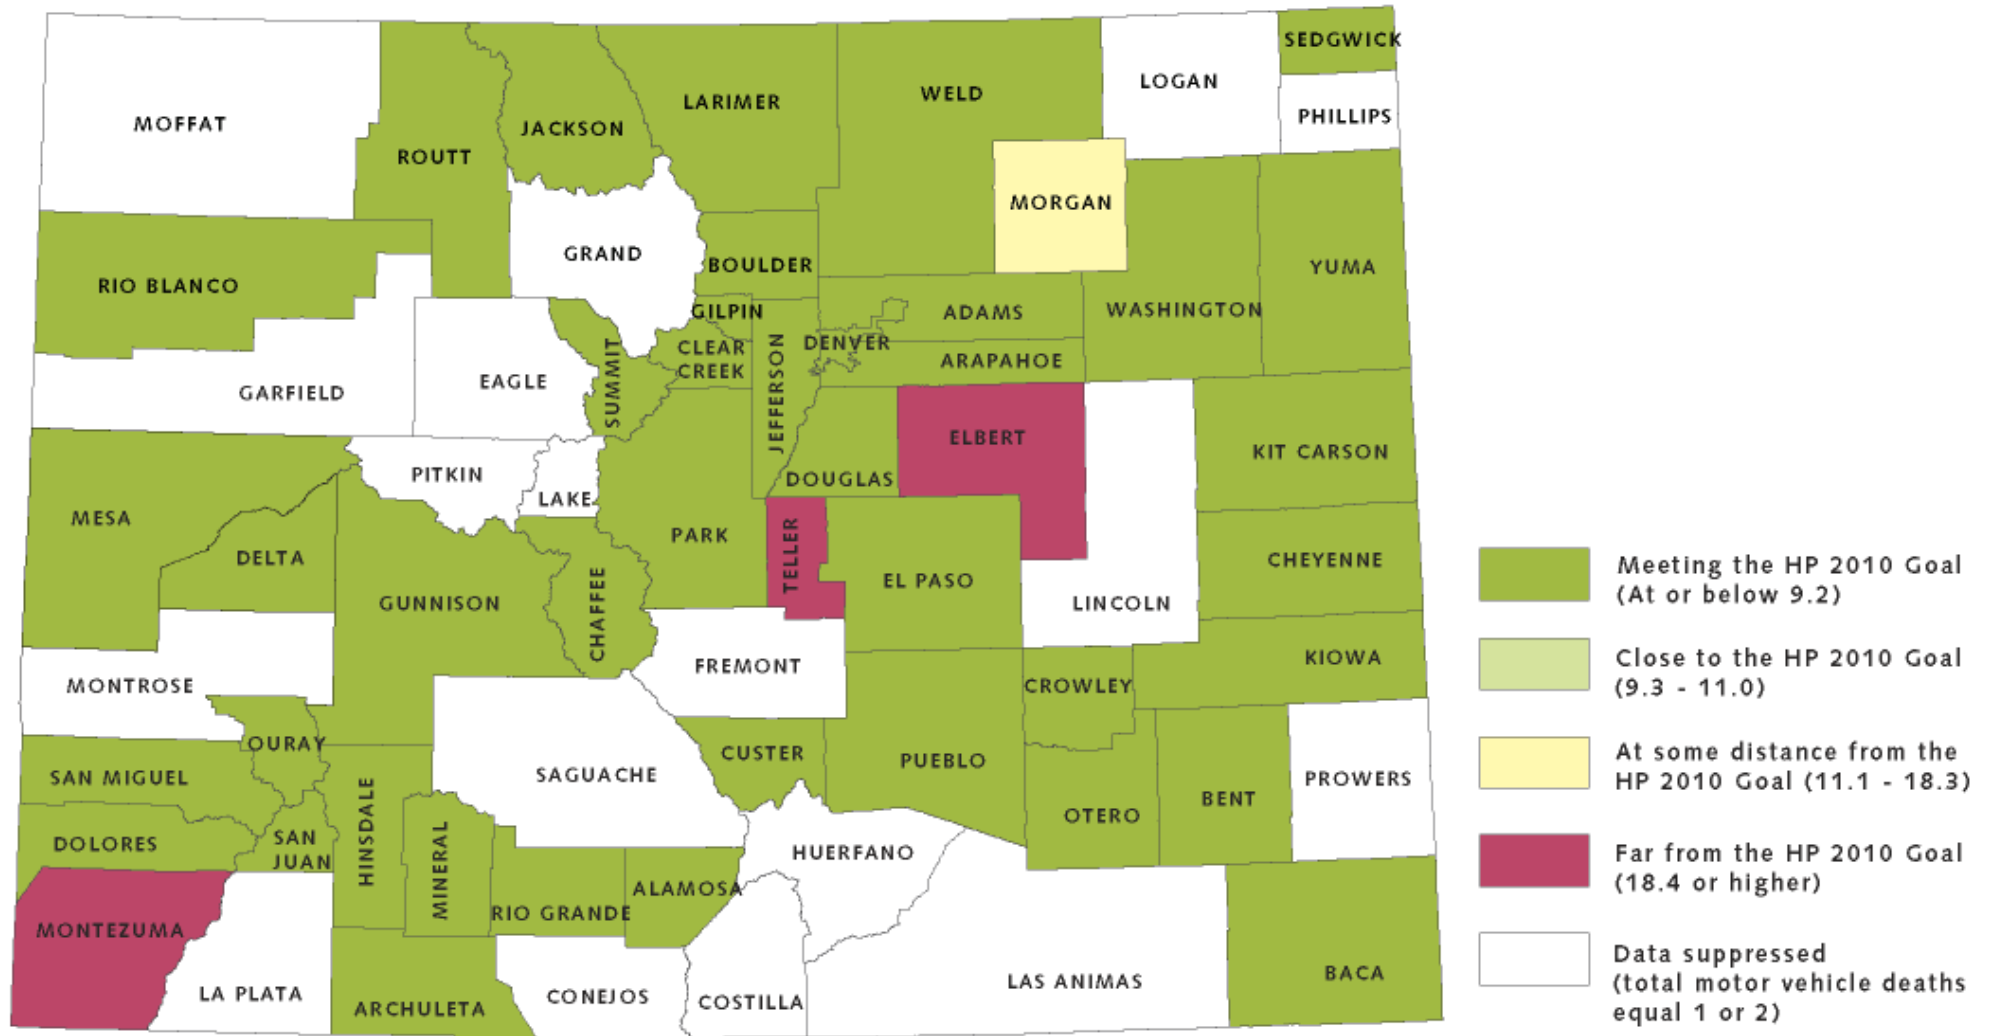 SEDGWICK
LOGAN
PHILLIPS
MOFFAT
ROUTT
JACKSON
LARIMER
WELD
MORGAN
GRAND
BOULDER
RIO BLANCO
YUMA
WASHINGTON
GILPIN
ADAMS
DENVER
CLEAR
CREEK
ARAPAHOE
JEFFERSON
SUMMIT
EAGLE
GARFIELD
ELBERT
KIT CARSON
PITKIN
LAKE
DOUGLAS
MESA
DELTA
PARK
TELLER
EL PASO
CHEYENNE
GUNNISON
CHAFFEE
LINCOLN
FREMONT
KIOWA
MONTROSE
CROWLEY
OURAY
CUSTER
PUEBLO
SAN MIGUEL
SAGUACHE
PROWERS
BENT
OTERO
DOLORES
SAN
JUAN
HINSDALE
MINERAL
HUERFANO
ALAMOSA
RIO GRANDE
MONTEZUMA
LA PLATA
ARCHULETA
CONEJOS
COSTILLA
LAS ANIMAS
BACA
Meeting the HP 2010 Goal
(At or below 9.2)
Close to the HP 2010 Goal
(9.3 - 11.0)
At some distance from the
HP 2010 Goal (11.1 - 18.3)
Far from the HP 2010 Goal
(18.4 or higher)
Data suppressed
(total motor vehicle deaths
equal 1 or 2)